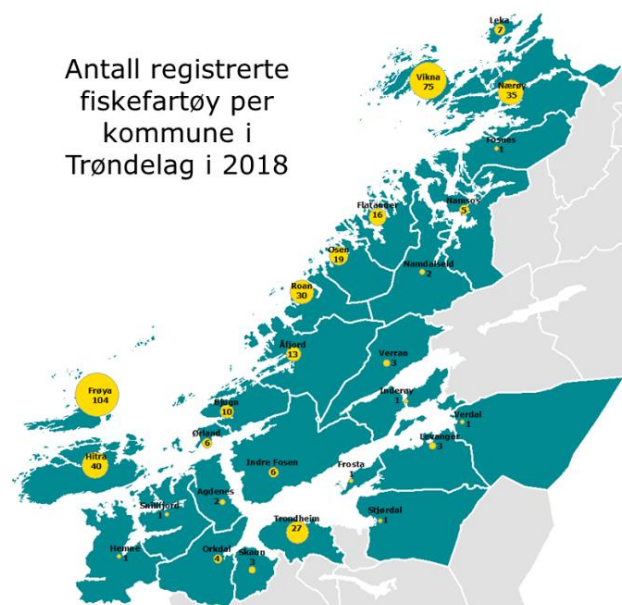 Antall registrerte
fiskefartøy per
kommune i
Trøndelag i 2018
Leka
7
Vikna
75
Nærøy
35
Fosnes
1
Namsos
5
Flatanger
16
Osen
19
Namdalseid
2
Roan
30
Åfjord
13
Verran
3
Frøya
104
Bjugn
10
Inderøy
1
Verdal
1
Ørland
6
Levanger
3
Hitra
40
Indre Fosen
6
Frosta
Agdenes
2
Snillfjord
1
Trondheim
27
Stjørdal
Hemne
1
Orkdal
4
Skaun
3